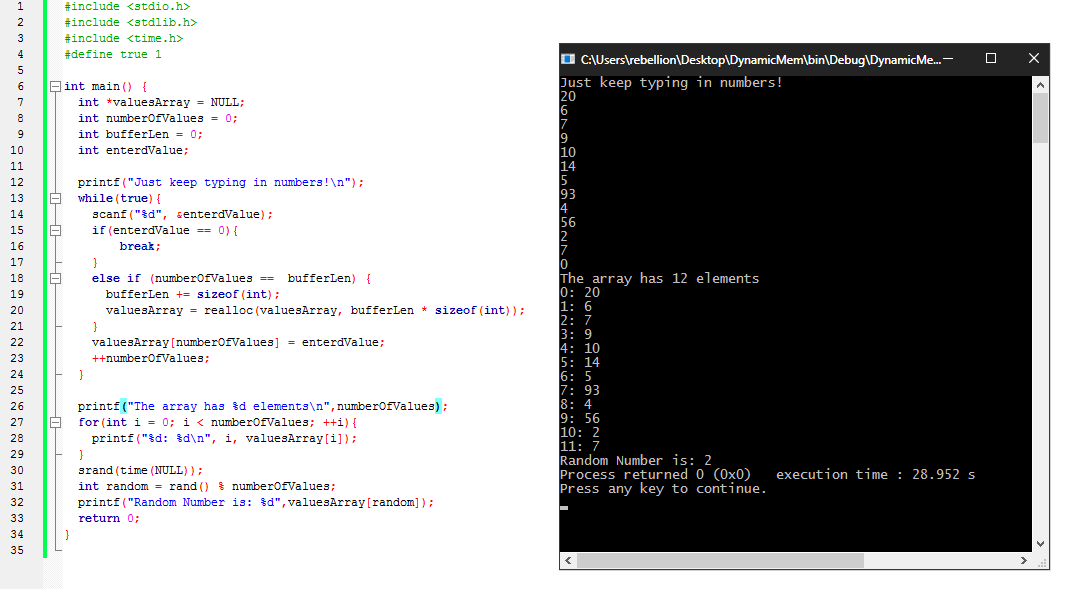 1 #include <stdio.h>
2 #include <stdlib.h>
3 #include <time.h>
4 #define true 1
5
6 int main() {
7 int *valuesArray = NULL;
8 int numberOfValues = 0;
9 int bufferLen = 0;
10 int enterdValue;
11
12 printf("Just keep typing in numbers!\n");
13 while(true){
14 scanf("%d", &enterdValue);
15 if(enterdValue == 0){
16 break;
17 }
18 else if (numberOfValues ==  bufferLen) {
19 bufferLen += sizeof(int);
20 valuesArray = realloc(valuesArray, bufferLen * sizeof(int));
21 }
22 valuesArray[numberOfValues] = enterdValue;
23 ++numberOfValues;
24 }
25
26 printf("The array has %d elements\n",numberOfValues);
27 for(int i = 0; i < numberOfValues; ++i){
28 printf("%d: %d\n", i, valuesArray[i]);
29 }
30 srand(time(NULL));
31 int random = rand() % numberOfValues;
32 printf("Random Number is: %d",valuesArray[random]);
33 return 0;
34 }
35
C:\Users\rebellion\Desktop\DynamicMem\bin\Debug\DynamicMe...
Just keep typing in numbers!
20
6
7
9
10
14
5
93
4
56
2
7
0
The array has 12 elements
0: 20
1: 6
2: 7
3: 9
4: 10
5: 14
6: 5
7: 93
8: 4
9: 56
10: 2
11: 7
Random Number is: 2
Process returned 0 (0x0)   execution time : 28.952 s
Press any key to continue.